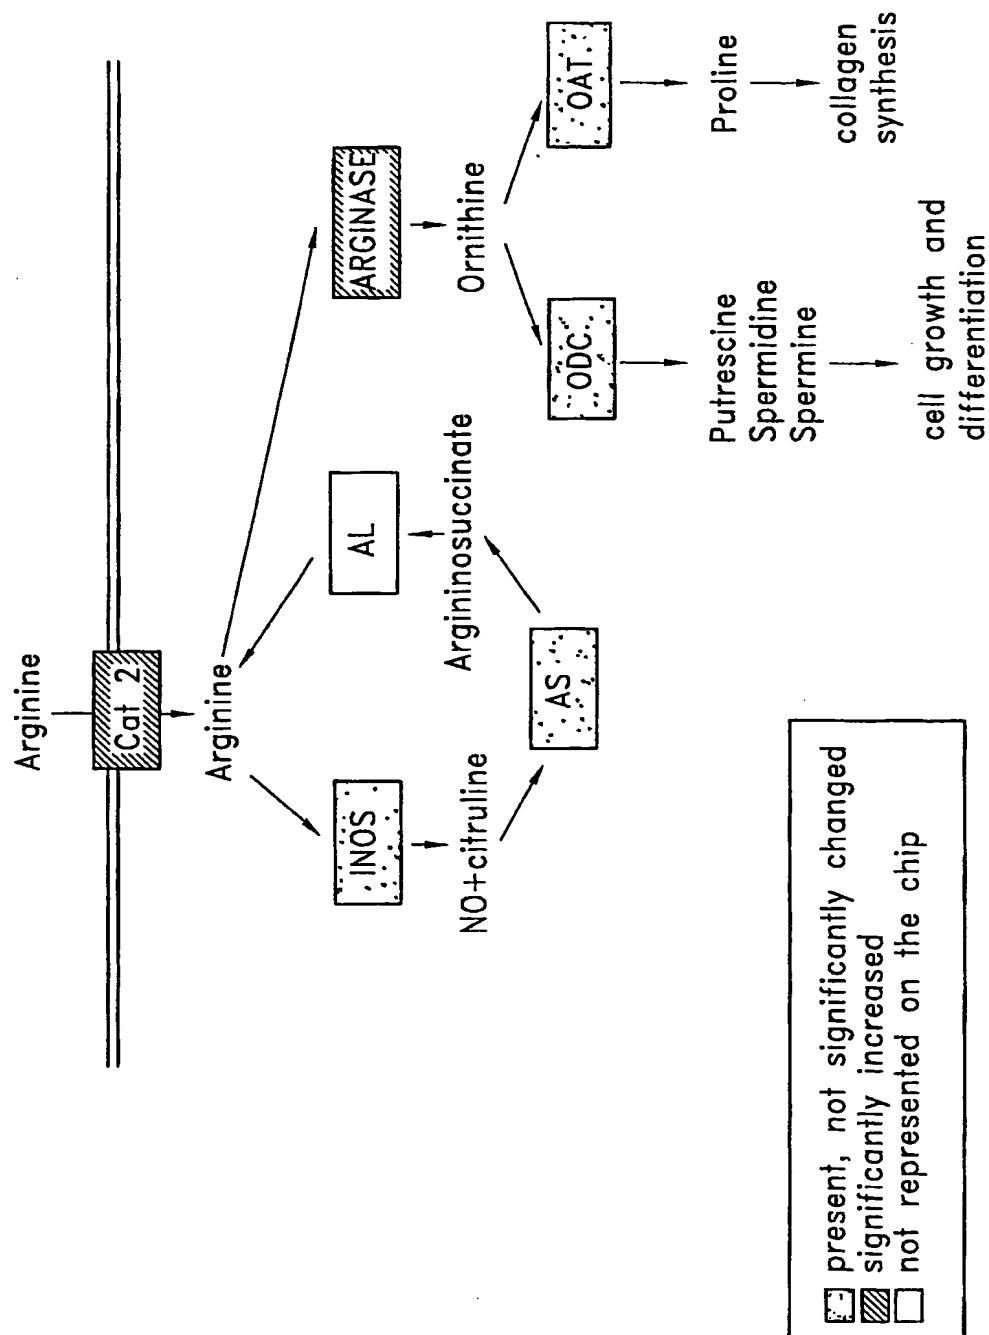 Arginine
Cat 2
Arginine
INOS
AL
ARGINASE
NO+citruline
Argininosuccinate
Ornithine
AS
ODC
OAT
Putrescine
Spermidine
Spermine
Proline
cell growth and
differentiation
collagen
synthesis
present, not significantly changed
significantly increased
not represented on the chip